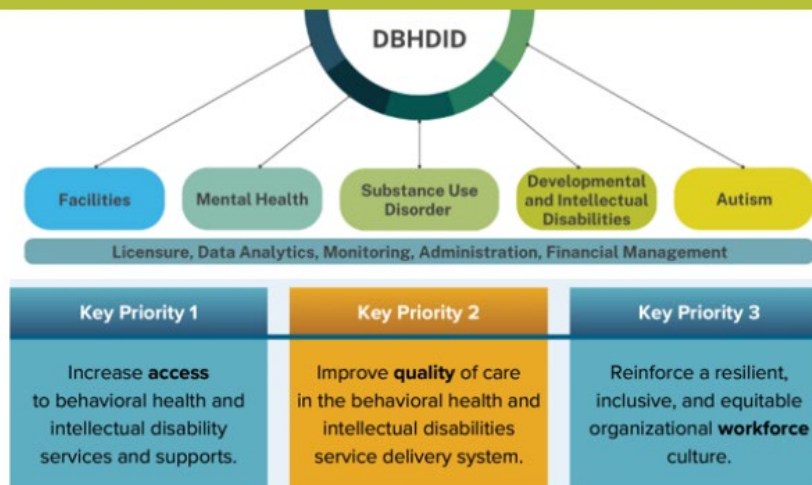 DBHDID
Facilities
Mental Health
Substance Use
Disorder
Developmental
and Intellectual
Disabilities
Autism
Licensure, Data Analytics, Monitoring, Administration, Financial Management
Key Priority 1
Increase access
to behavioral health and
intellectual disability
services and supports.
Key Priority 2
Improve quality of care
in the behavioral health and
intellectual disabilities
service delivery system.
Key Priority 3
Reinforce a resilient,
inclusive, and equitable
organizational workforce
culture.